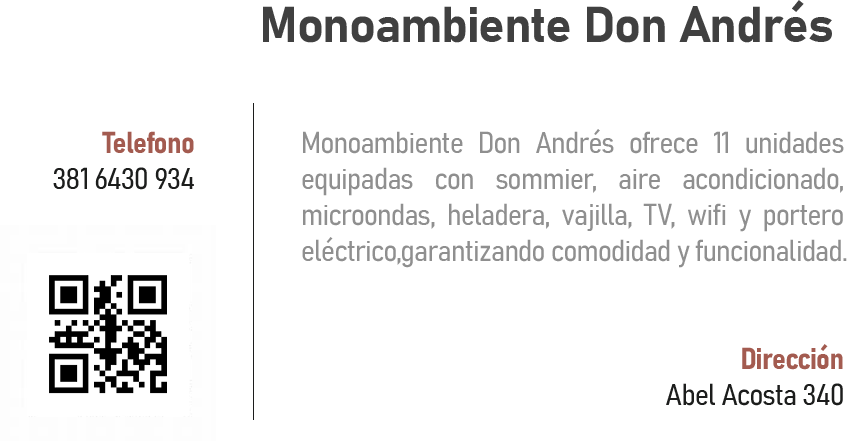 Monoambiente Don Andrés
Telefono
381 6430 934
Monoambiente Don Andrés ofrece 11 unidades
equipadas con sommier, aire acondicionado,
microondas, heladera, vajilla, TV, wifi y portero
eléctrico,garantizando comodidad y funcionalidad.
Dirección
Abel Acosta 340